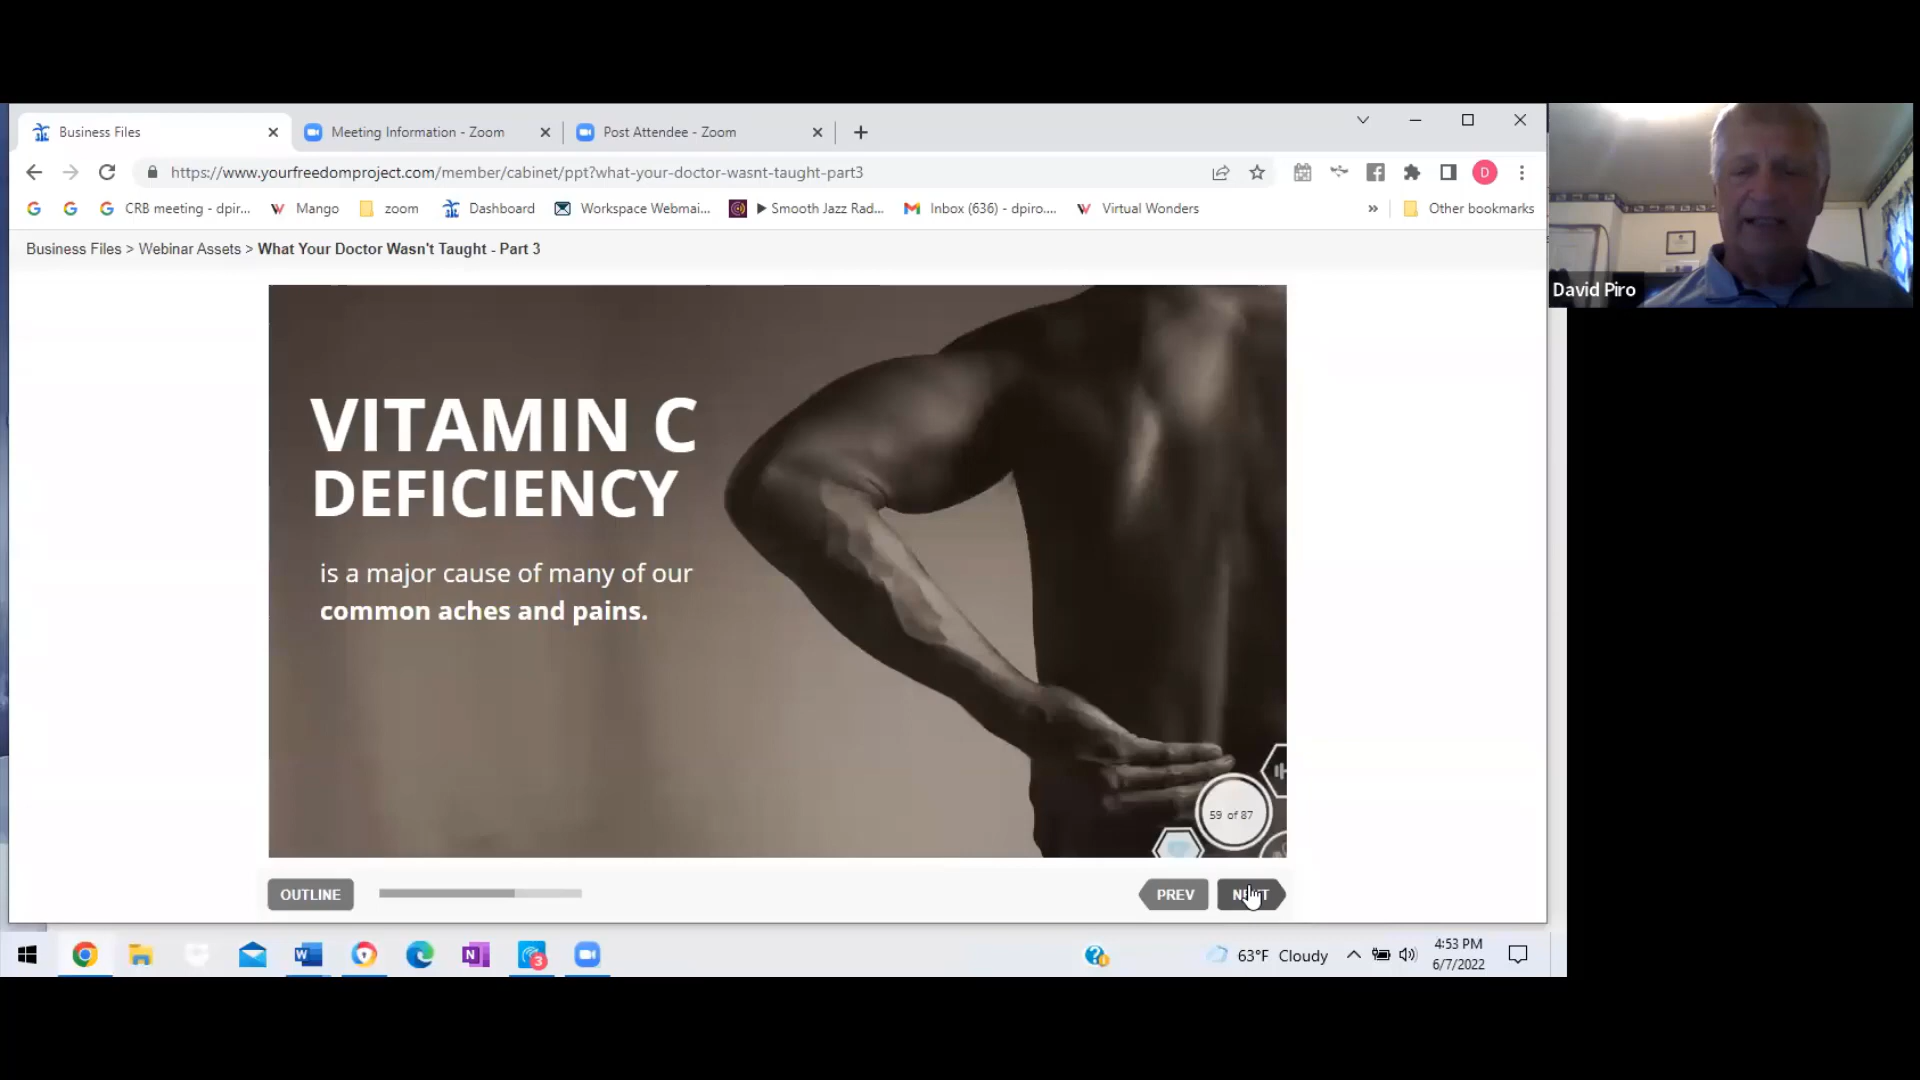 Business Files
Meeting Information - Zoom
Post Attendee - Zoom
https://www.yourfreedomproject.com/member/cabinet/ppt?what-your-doctor-wasnt-taught-part3
D
CRB meeting - dpir...
Mango
zoom
Dashboard
Workspace Webmai...
Smooth Jazz Rad...
Inbox (636) - dpiro....
Virtual Wonders
»
Other bookmarks
Business Files > Webinar Assets > What Your Doctor Wasn't Taught - Part 3
David Piro
VITAMIN C
DEFICIENCY
is a major cause of many of our
common aches and pains.
59 of 87
OUTLINE
PREV
NEXT
63°F Cloudy
4:53 PM
6/7/2022